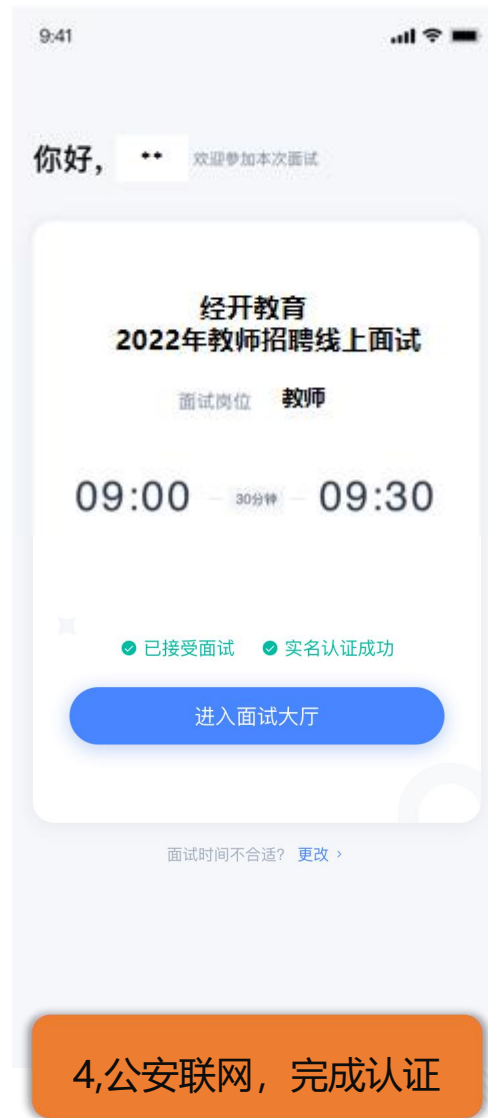 9:41
你好， ** 欢迎参加本次面试
经开教育
2022年教师招聘线上面试
面试岗位 教师
09:00 30分钟 09:30
已接受面试 实名认证成功
进入面试大厅
面试时间不合适? 更改 >
4,公安联网，完成认证